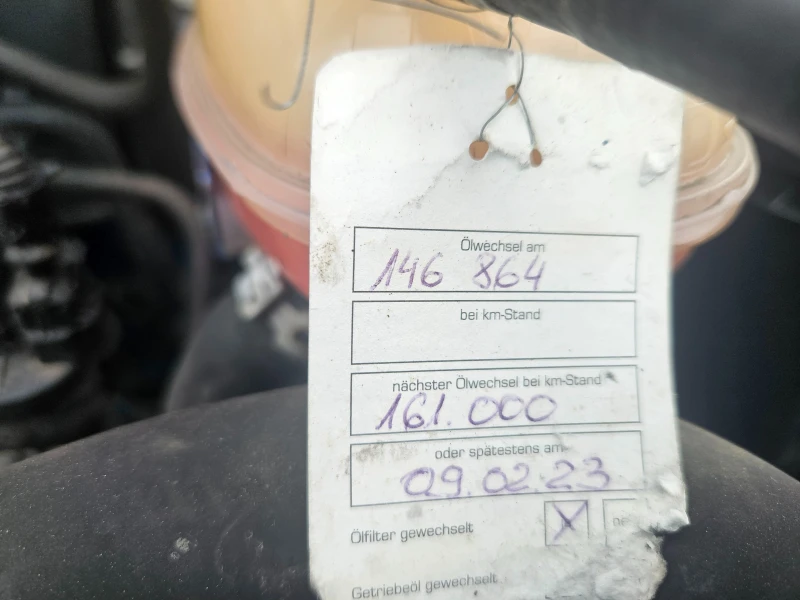 Ölwechsel am
146 864
bei km-Stand
nächster Ölwechsel bei km-Stand
161.000
oder spätestens am
09.02.23
Ölfilter gewechselt X
Getriebeöl gewechselt